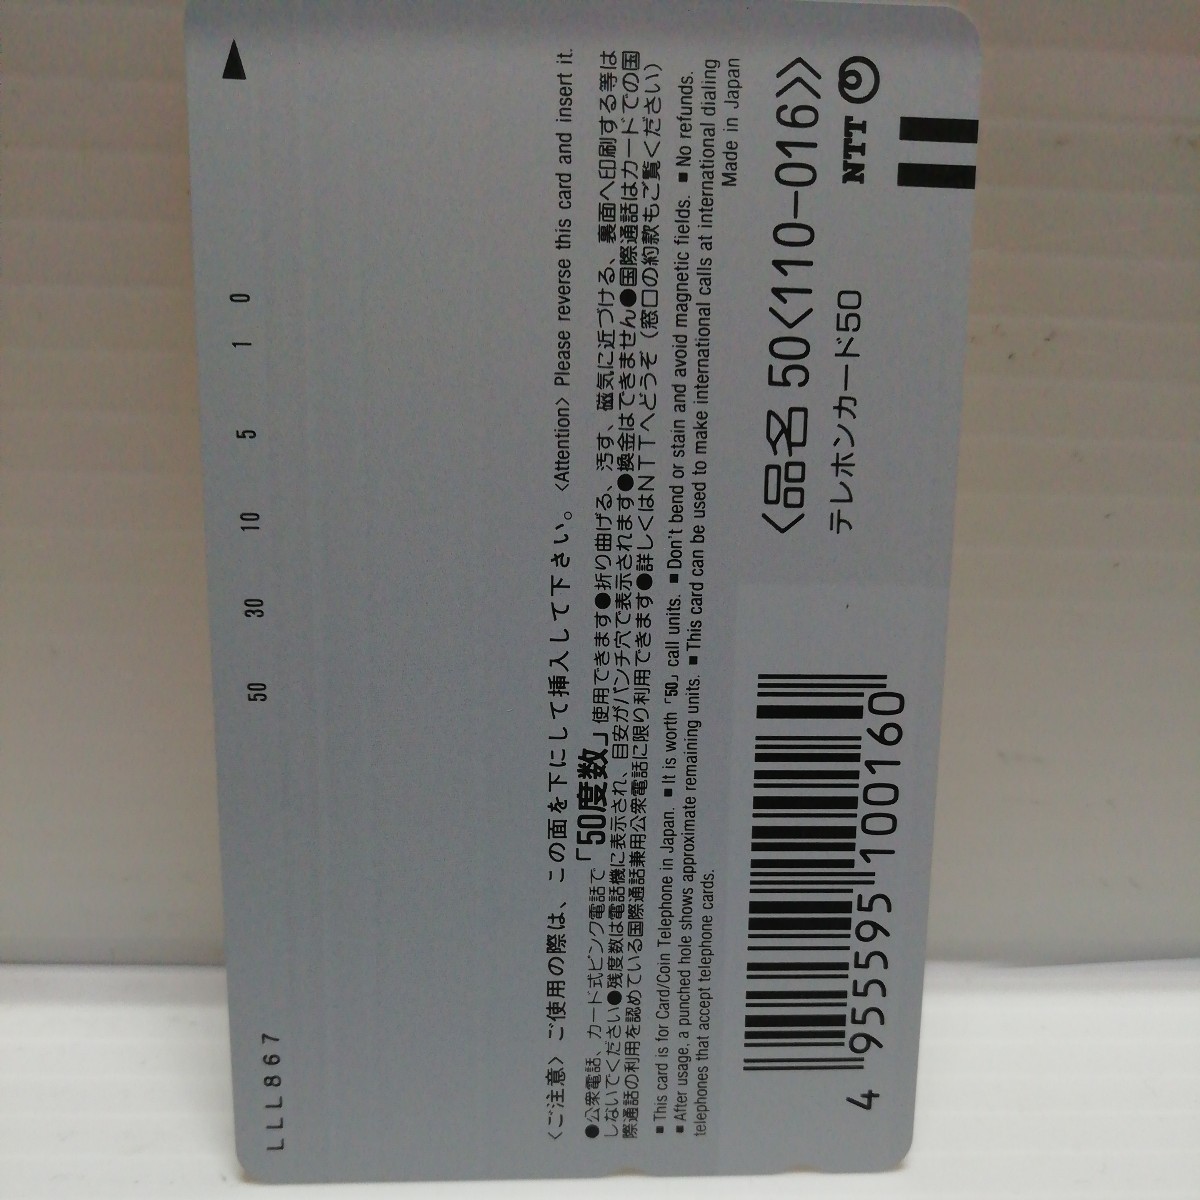 LLL867
50 30 10 5 1 0
〈ご注意〉ご使用の際は、この面を下にして挿入して下さい。〈Attention〉Please reverse this card and insert it.
●公衆電話、カード式ピンク電話で「50度数」使用できます●折り曲げる、汚す、磁気に近づける、裏面へ印刷する等は
しないでください●残度数は電話機に表示され、目安がパンチ穴で表示されます●換金はできません●国際通話はカードでの国
際通話の利用を認めている国際通話兼用公衆電話に限り利用できます●詳しくはNTTへどうぞ（窓口の約款もご覧ください）
■This card is for Card/Coin Telephone in Japan. ■It is worth「50」call units. ■Don't bend or stain and avoid magnetic fields. ■No refunds.
■After usage, a punched hole shows approximate remaining units. ■This card can be used to make international calls at international dialing
telephones that accept telephone cards. Made in Japan
〈品名 50〈110-016〉〉
テレホンカード50
NTT
4 955595 100160